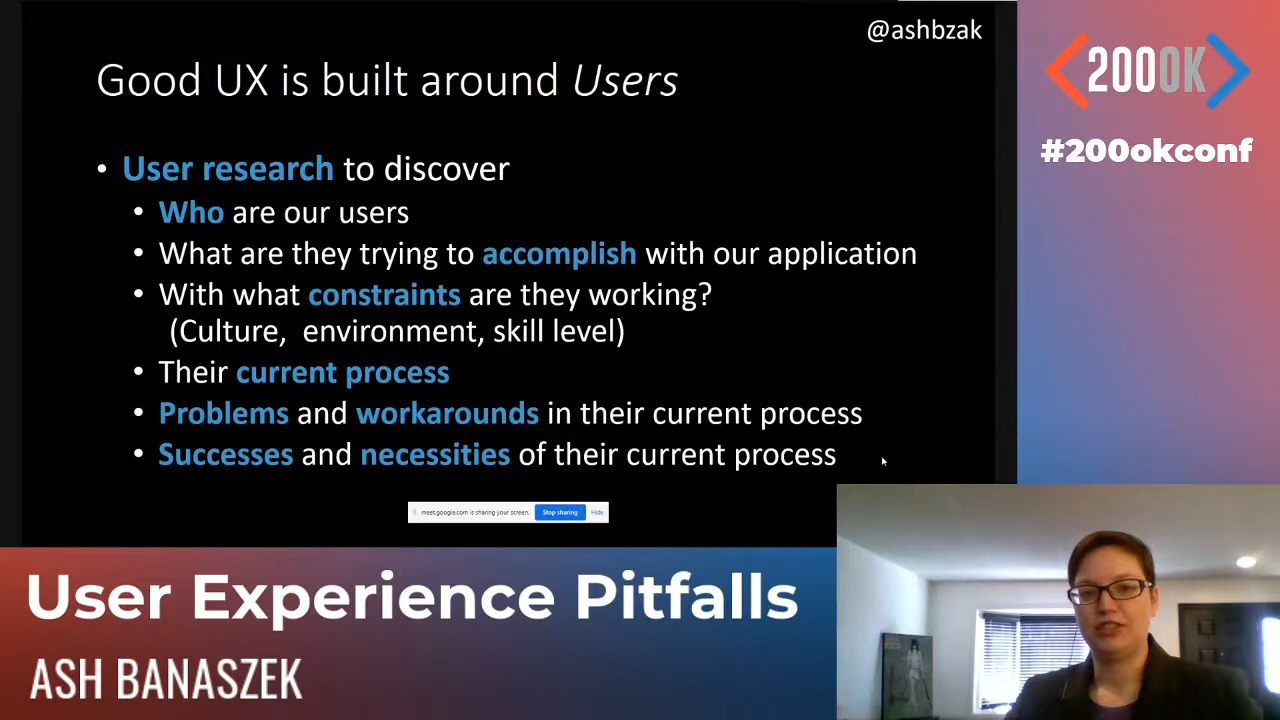 @ashbzak
Good UX is built around Users
• User research to discover
• Who are our users
• What are they trying to accomplish with our application
• With what constraints are they working?
(Culture, environment, skill level)
• Their current process
• Problems and workarounds in their current process
• Successes and necessities of their current process
meet.google.com is sharing your screen. Stop sharing Hide
<200OK>
#200okconf
User Experience Pitfalls
ASH BANASZEK